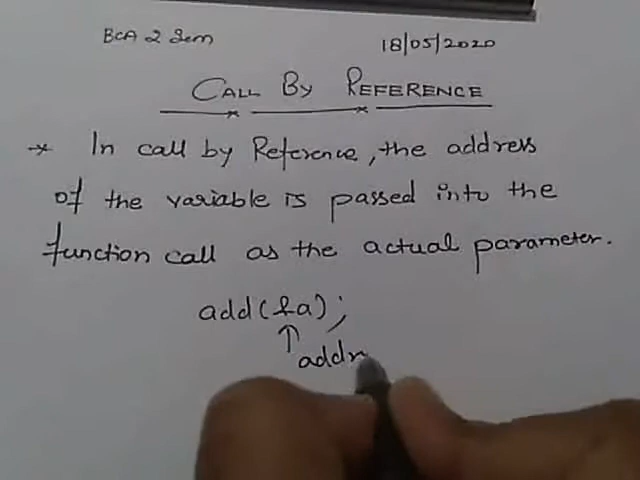 BCA 2 Sem
18/05/2020
CALL BY REFERENCE
* In call by Reference, the address
of the variable is passed into the
function call as the actual parameter.
add(&a);
↑ addr